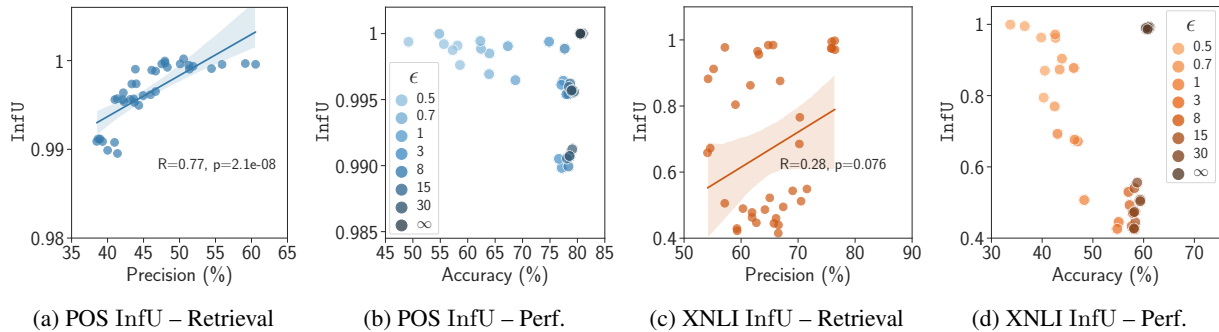 1
0.99
0.98
InfU
35 40 45 50 55 60 65
Precision (%)
R=0.77, p=2.1e-08
(a) POS InfU – Retrieval
1.000
0.995
0.990
0.985
InfU
45 50 55 60 65 70 75 80 85
Accuracy (%)
ϵ
0.5
0.7
1
3
8
15
30
∞
(b) POS InfU – Perf.
1.0
0.8
0.6
0.4
InfU
50 60 70 80 90
Precision (%)
R=0.28, p=0.076
(c) XNLI InfU – Retrieval
1.0
0.8
0.6
0.4
InfU
30 40 50 60 70
Accuracy (%)
ϵ
0.5
0.7
1
3
8
15
30
∞
(d) XNLI InfU – Perf.